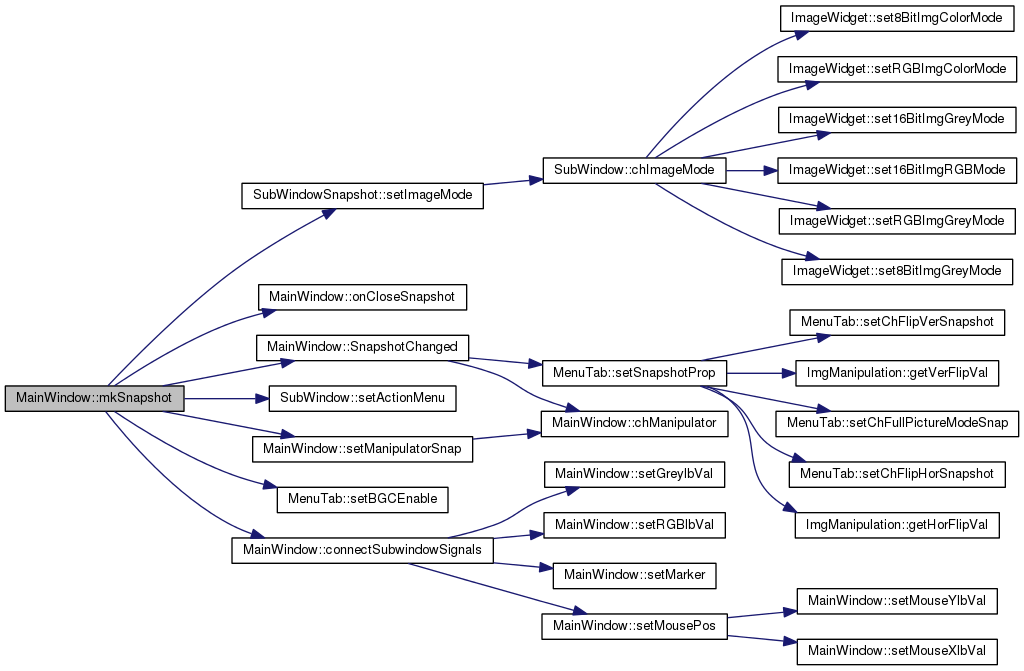 ImageWidget::set8BitImgColorMode
ImageWidget::setRGBImgColorMode
ImageWidget::set16BitImgGreyMode
SubWindow::chImageMode
ImageWidget::set16BitImgRGBMode
SubWindowSnapshot::setImageMode
ImageWidget::setRGBImgGreyMode
ImageWidget::set8BitImgGreyMode
MainWindow::onCloseSnapshot
MenuTab::setChFlipVerSnapshot
MainWindow::SnapshotChanged
MenuTab::setSnapshotProp
ImgManipulation::getVerFlipVal
MainWindow::mkSnapshot
SubWindow::setActionMenu
MainWindow::chManipulator
MenuTab::setChFullPictureModeSnap
MainWindow::setManipulatorSnap
MainWindow::setGreylbVal
MenuTab::setChFlipHorSnapshot
MenuTab::setBGCEnable
MainWindow::setRGBlbVal
ImgManipulation::getHorFlipVal
MainWindow::connectSubwindowSignals
MainWindow::setMarker
MainWindow::setMouseYlbVal
MainWindow::setMousePos
MainWindow::setMouseXlbVal